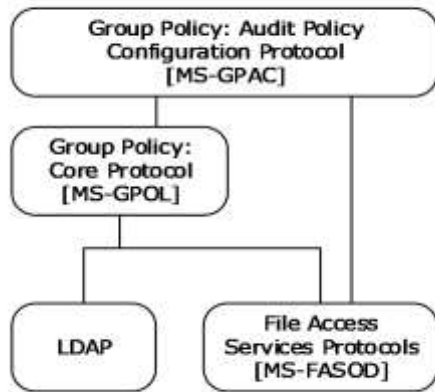 Group Policy: Audit Policy
Configuration Protocol
[MS-GPAC]
Group Policy:
Core Protocol
[MS-GPOL]
LDAP
File Access
Services Protocols
[MS-FASOD]